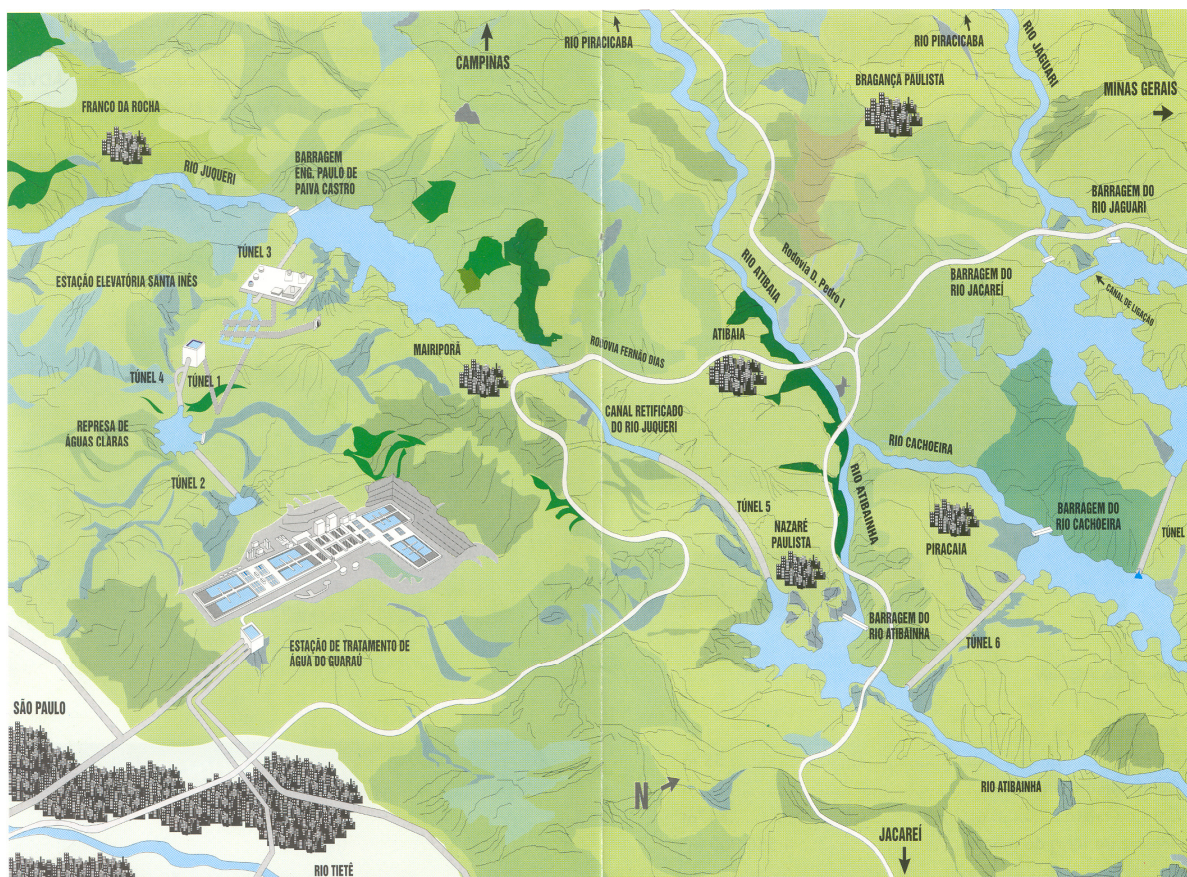 CAMPINAS
RIO PIRACICABA
RIO PIRACICABA
RIO JAGUARI
MINAS GERAIS
BRAGANÇA PAULISTA
FRANCO DA ROCHA
RIO JUQUERI
BARRAGEM
ENG. PAULO DE
PAIVA CASTRO
BARRAGEM DO
RIO JAGUARI
TÚNEL 3
ESTAÇÃO ELEVATÓRIA SANTA INÊS
RIO ATIBAIA
Rodovia D. Pedro I
BARRAGEM DO
RIO JACAREÍ
CANAL DE LIGAÇÃO
MAIRIPORÃ
RODOVIA FERNÃO DIAS
ATIBAIA
TÚNEL 4
TÚNEL 1
REPRESA DE
ÁGUAS CLARAS
CANAL RETIFICADO
DO RIO JUQUERI
RIO CACHOEIRA
TÚNEL 2
TÚNEL 5
RIO ATIBAINHA
NAZARÉ
PAULISTA
PIRACAIA
BARRAGEM DO
RIO CACHOEIRA
TÚNEL
BARRAGEM DO
RIO ATIBAINHA
TÚNEL 6
ESTAÇÃO DE TRATAMENTO DE
ÁGUA DO GUARAÚ
SÃO PAULO
N
RIO ATIBAINHA
JACAREÍ
RIO TIETÊ